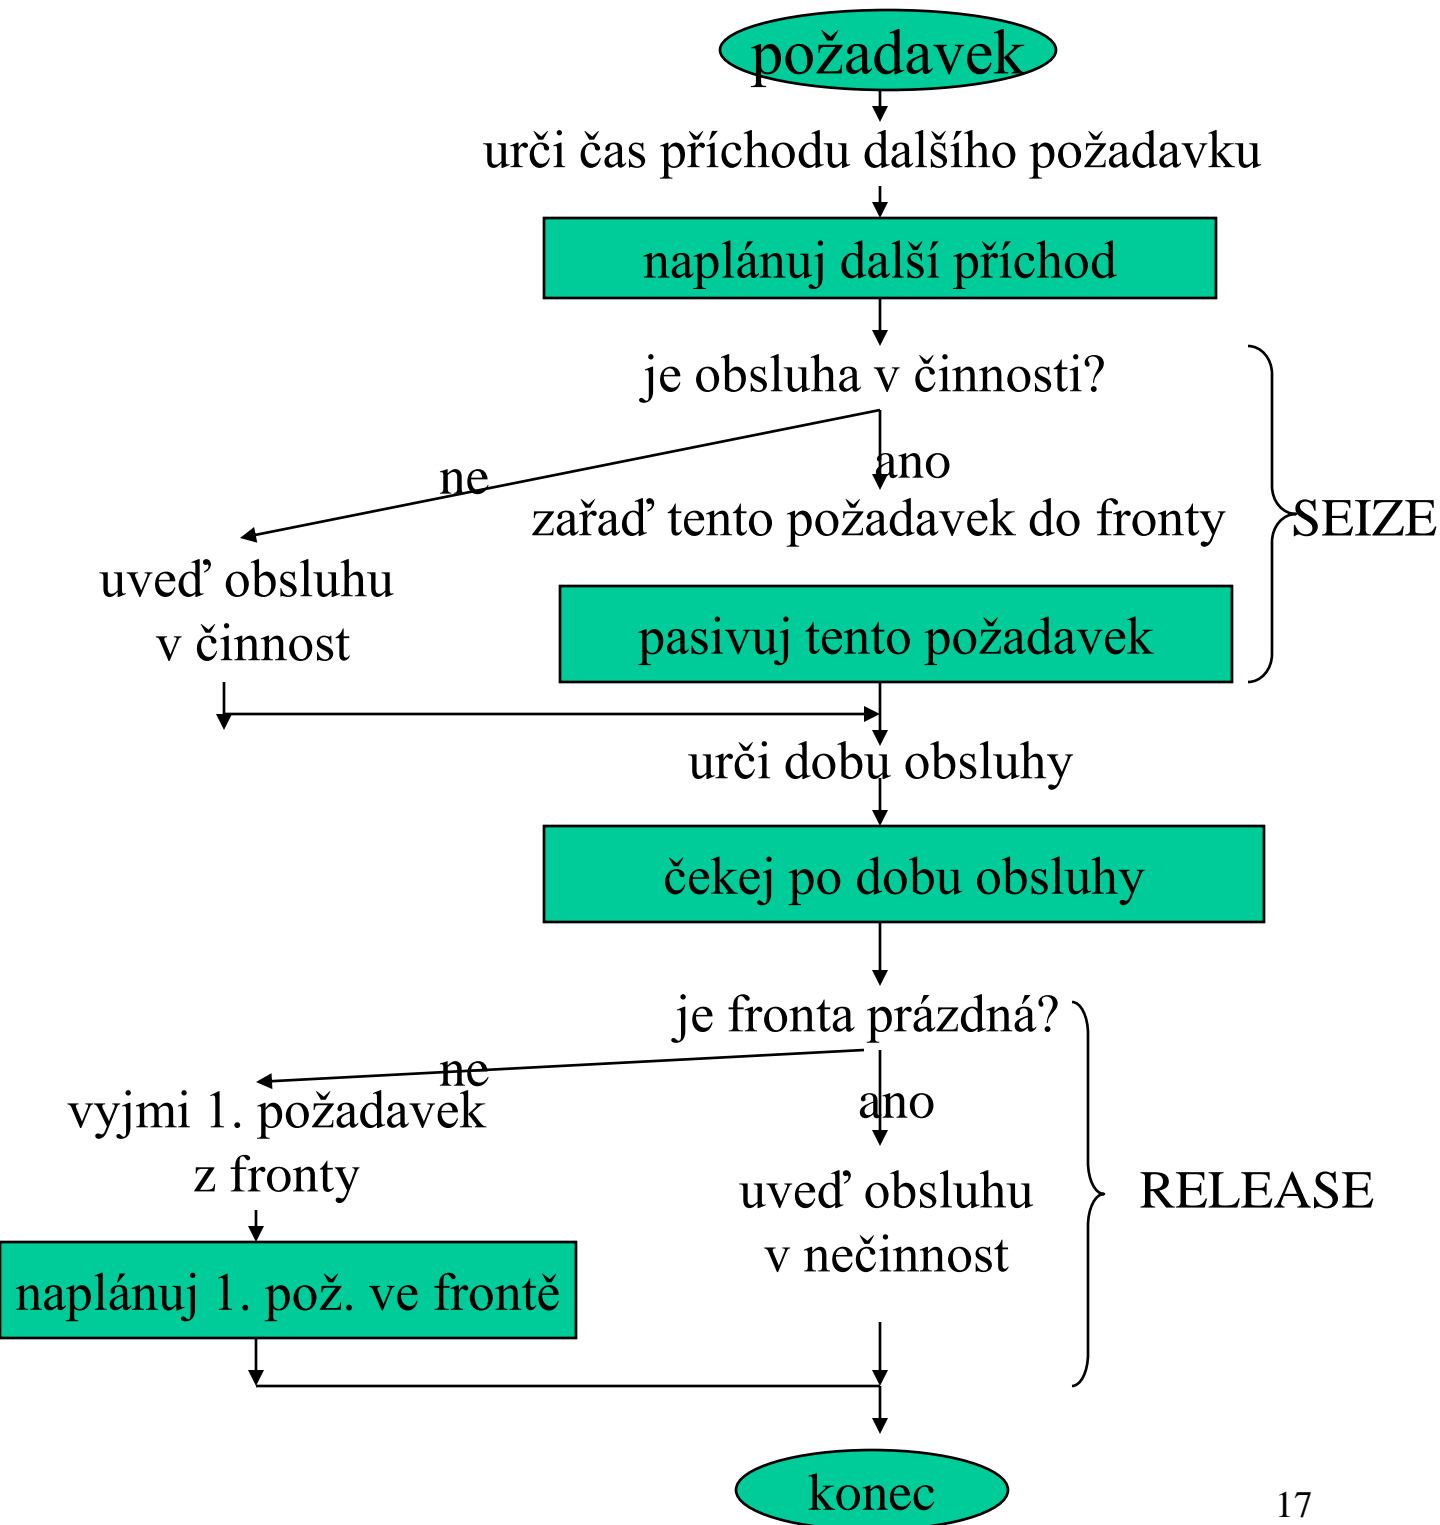 požadavek
urči čas příchodu dalšího požadavku
naplánuj další příchod
je obsluha v činnosti?
ne
ano
zařaď tento požadavek do fronty
SEIZE
uveď obsluhu
v činnost
pasivuj tento požadavek
urči dobu obsluhy
čekej po dobu obsluhy
je fronta prázdná?
ne
ano
vyjmi 1. požadavek
z fronty
uveď obsluhu
v nečinnost
RELEASE
naplánuj 1. pož. ve frontě
konec
17